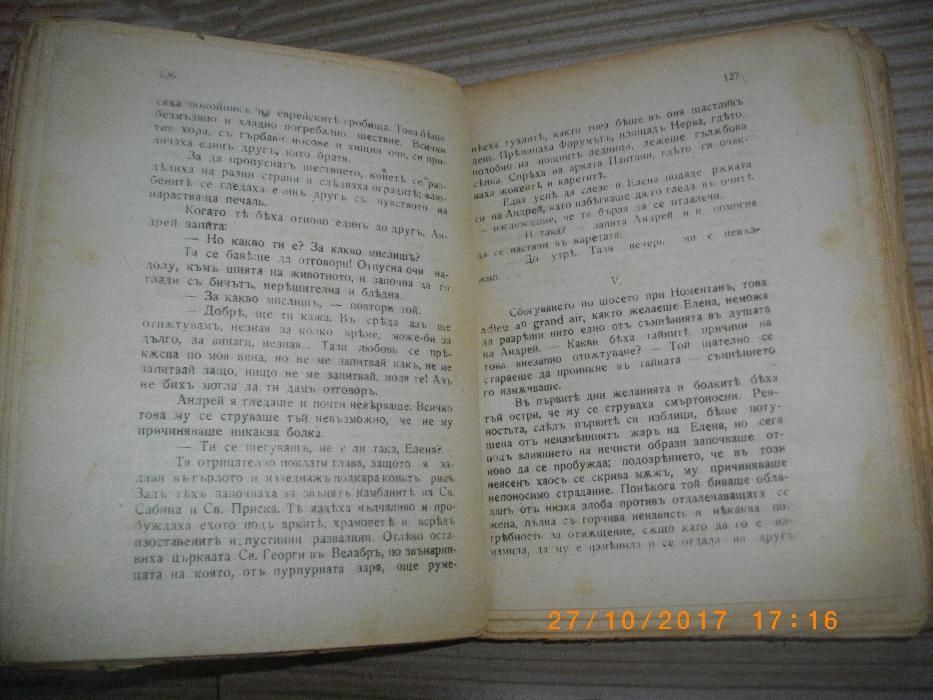 126
сяха покойникъ на еврейскитѣ гробища. Това бѣше
безмълвно и хладно погребално шествие. Всички
тия хора, съ гърбави носове и хищни очи, си при-
личаха единъ другъ, като братя.
За да пропуснатъ шествието, конетѣ се раз-
дѣлиха на разни страни и слѣдваха оградитѣ; влю-
бенитѣ се гледаха единъ другъ съ чувството на
нарастваща печаль.
Когато тѣ бѣха отново единъ до другъ, Ан-
дрей запита:
— Но какво ти е? За какво мислишъ?
Тя се бавѣше да отговори! Отпусна очи на-
долу, къмъ шията на животното, и започна да го
глади съ бичътъ, нерѣшителна и блѣдна.
— За какво мислишъ, — повтори той.
— Добрѣ, ще ти кажа. Въ срѣда азъ ще
отпѫтувамъ, незная за колко врѣме, може-би за
дълго, за винаги, незная... Тази любовь се прѣ-
кѫсва по моя вина, но не ме запитвай какъ, не ме
запитвай защо, нищо не ме запитвай, моля те! Азъ
не бихъ могла да ти дамъ отговоръ.
Андрей я гледаше и почти невѣрваше. Всичко
това му се струваше тъй невъзможно, че не му
причиняваше никаква болка.
— Ти се шегувашъ, не е ли така, Елена?
Тя отрицателно поклати глава, защото я за-
дави въ гърлото и изведнажъ подкара коньтъ
Задъ тѣхъ започнаха да звънятъ камбанитѣ на Св.
Сабина и Св. Приска. Тѣ яздѣха мълчаливо и про-
буждаха ехото подъ аркитѣ, храмоветѣ и всрѣдъ
изоставенитѣ и пустинни развалини. Отлѣво оста-
виха църквата Св. Георги въ Велабръ, по звънарни-
цата на която, отъ пурпурната заря, още руме-
127
нѣеха тухлитѣ, както това бѣше въ оня щастливъ
день. Прѣминаха Форумътъ, площадъ Нерва, гдѣто,
подобно на нощнитѣ ледници, лежеше гълѫбова
сѣнка. Спрѣха на арката Пантани, гдѣто ги очак-
ваха жокеитѣ и каретитѣ.
Едва успѣ да слезе и Елена подаде рѫката
си на Андрей, като избѣгваше да го гледа въ очитѣ
— изглеждаше, че тя бърза да се отдалечи.
— И така? — запита Андрей и и помогна
да се настани въ каретата.
— До утрѣ. Тази вечерь ми е невъз-
можно.
V.
Сбогуването по шосето при Номентанъ, това
adieu an grand air, както желаеше Елена, неможа
да разрѣши нито едно отъ съмнѣнията въ душата
на Андрей. — Какви бѣха тайнитѣ причини на
това внезапно отпѫтуване? — Той щателно се
стараеше да проникне въ тайната — съмнѣнието
го измѫчваше.
Въ първитѣ дни желанията и болкитѣ бѣха
тъй остри, че му се струваха смъртоносни. Рев-
ностьта, слѣдъ първитѣ си изблици, бѣше поту-
шена отъ неизмѣнниятъ жаръ на Елена, но сега
подъ влиянието на нечисти образи започваше от-
ново да се пробужда; подозрѣнието, че въ този
неясенъ хаосъ се скрива мѫжъ, му причиняваше
непоносимо страдание. Понѣкога той биваше обла-
данъ отъ низка злоба противъ отдалечаващата се
жена, пълна съ горчива ненависть и нѣкаква по-
трѣбность за отмщение, сѫщо като да го е из-
мамила, да му е измѣнила и се отдала на другъ
27/10/2017 17:16